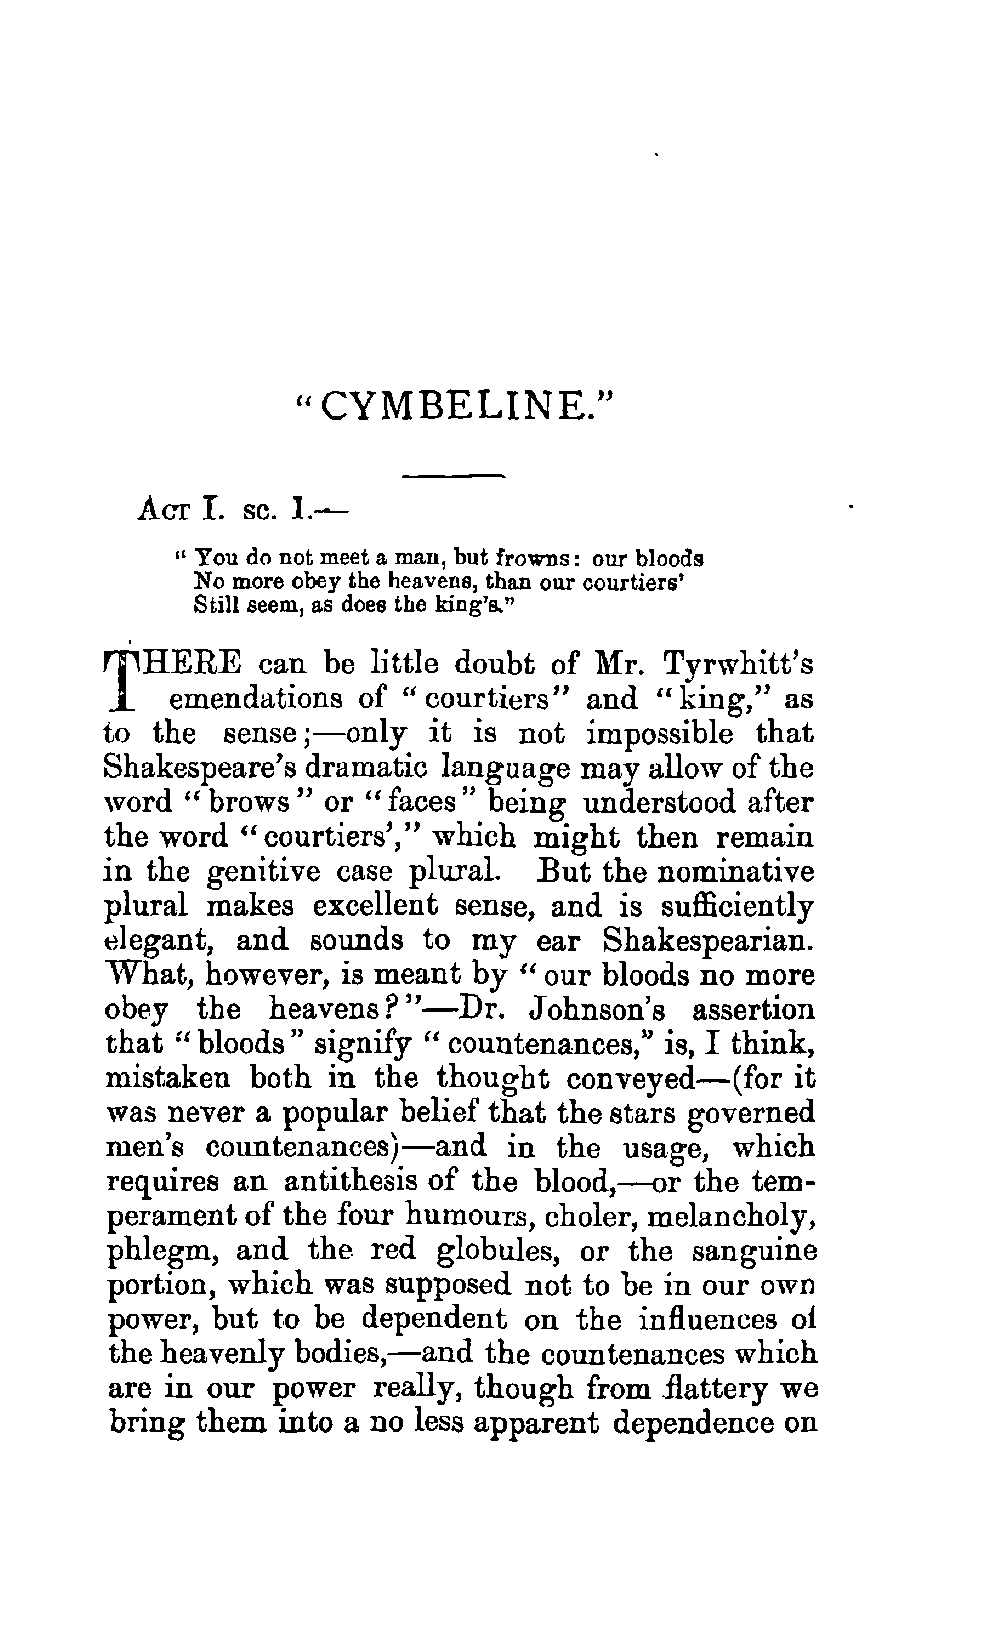 "CYMBELINE."
ACT I. sc. 1.—
"You do not meet a man, but frowns: our bloods
No more obey the heavens, than our courtiers'
Still seem, as does the king's."
THERE can be little doubt of Mr. Tyrwhitt's
emendations of "courtiers" and "king," as
to the sense;—only it is not impossible that
Shakespeare's dramatic language may allow of the
word "brows" or "faces" being understood after
the word "courtiers'," which might then remain
in the genitive case plural. But the nominative
plural makes excellent sense, and is sufficiently
elegant, and sounds to my ear Shakespearian.
What, however, is meant by "our bloods no more
obey the heavens?"—Dr. Johnson's assertion
that "bloods" signify "countenances," is, I think,
mistaken both in the thought conveyed—(for it
was never a popular belief that the stars governed
men's countenances)—and in the usage, which
requires an antithesis of the blood,—or the tem-
perament of the four humours, choler, melancholy,
phlegm, and the red globules, or the sanguine
portion, which was supposed not to be in our own
power, but to be dependent on the influences of
the heavenly bodies,—and the countenances which
are in our power really, though from flattery we
bring them into a no less apparent dependence on